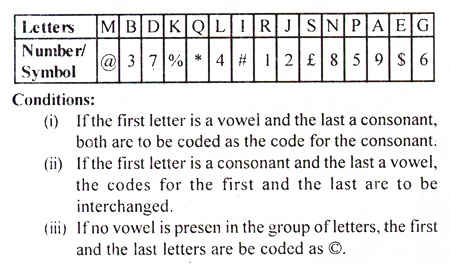 Letters M B D K Q L I R J S N P A E G
Number/ Symbol @ 3 7 % * 4 # 1 2 £ 8 5 9 $ 6
Conditions:
(i) If the first letter is a vowel and the last a consonant,
both are to be coded as the code for the consonant.
(ii) If the first letter is a consonant and the last a vowel,
the codes for the first and the last are to be
interchanged.
(iii) If no vowel is presen in the group of letters, the first
and the last letters are be coded as ©.